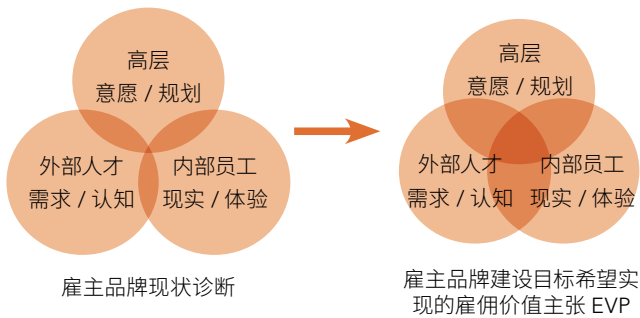 高层
意愿 / 规划
外部人才
需求 / 认知
内部员工
现实 / 体验
雇主品牌现状诊断
高层
意愿 / 规划
外部人才
需求 / 认知
内部员工
现实 / 体验
雇主品牌建设目标希望实
现的雇佣价值主张 EVP